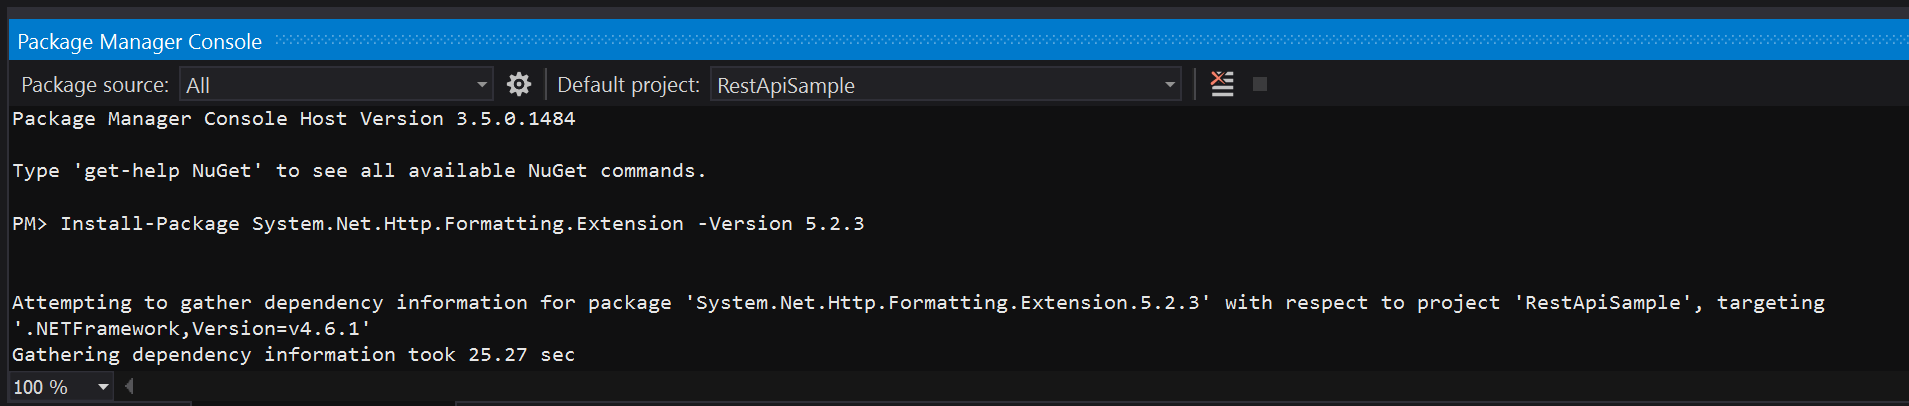 Package Manager Console
Package source: All Default project: RestApiSample
Package Manager Console Host Version 3.5.0.1484
Type 'get-help NuGet' to see all available NuGet commands.
PM> Install-Package System.Net.Http.Formatting.Extension -Version 5.2.3
Attempting to gather dependency information for package 'System.Net.Http.Formatting.Extension.5.2.3' with respect to project 'RestApiSample', targeting
'.NETFramework,Version=v4.6.1'
Gathering dependency information took 25.27 sec
100 %